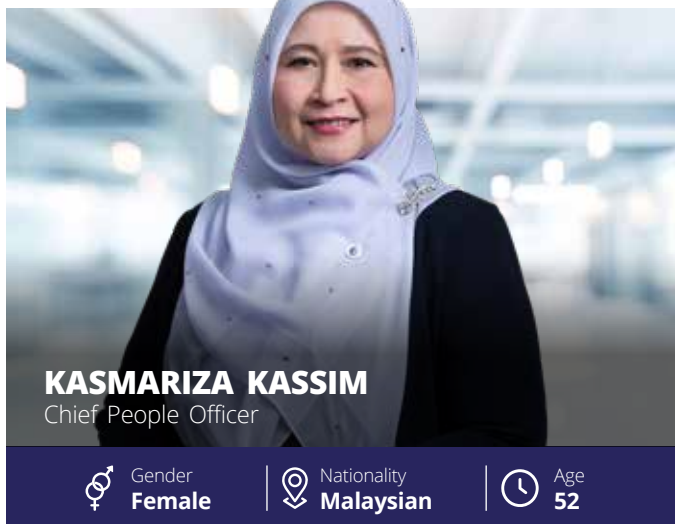 KASMARIZA KASSIM
Chief People Officer
Gender
Female
Nationality
Malaysian
Age
52